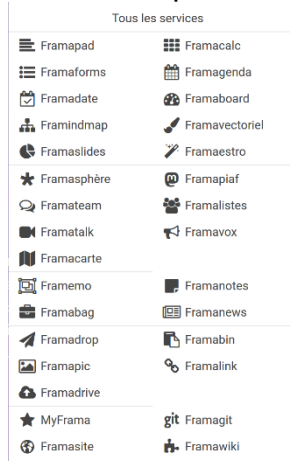 Tous les services
Framapad Framacalc
Framaforms Framagenda
Framadate Framaboard
Framindmap Framavectoriel
Framaslides Framaestro
Framasphère Framapiaf
Framateam Framalistes
Framatalk Framavox
Framacarte
Framemo Framanotes
Framabag Framanews
Framadrop Framabin
Framapic Framalink
Framadrive
MyFrama git Framagit
Framasite Framawiki